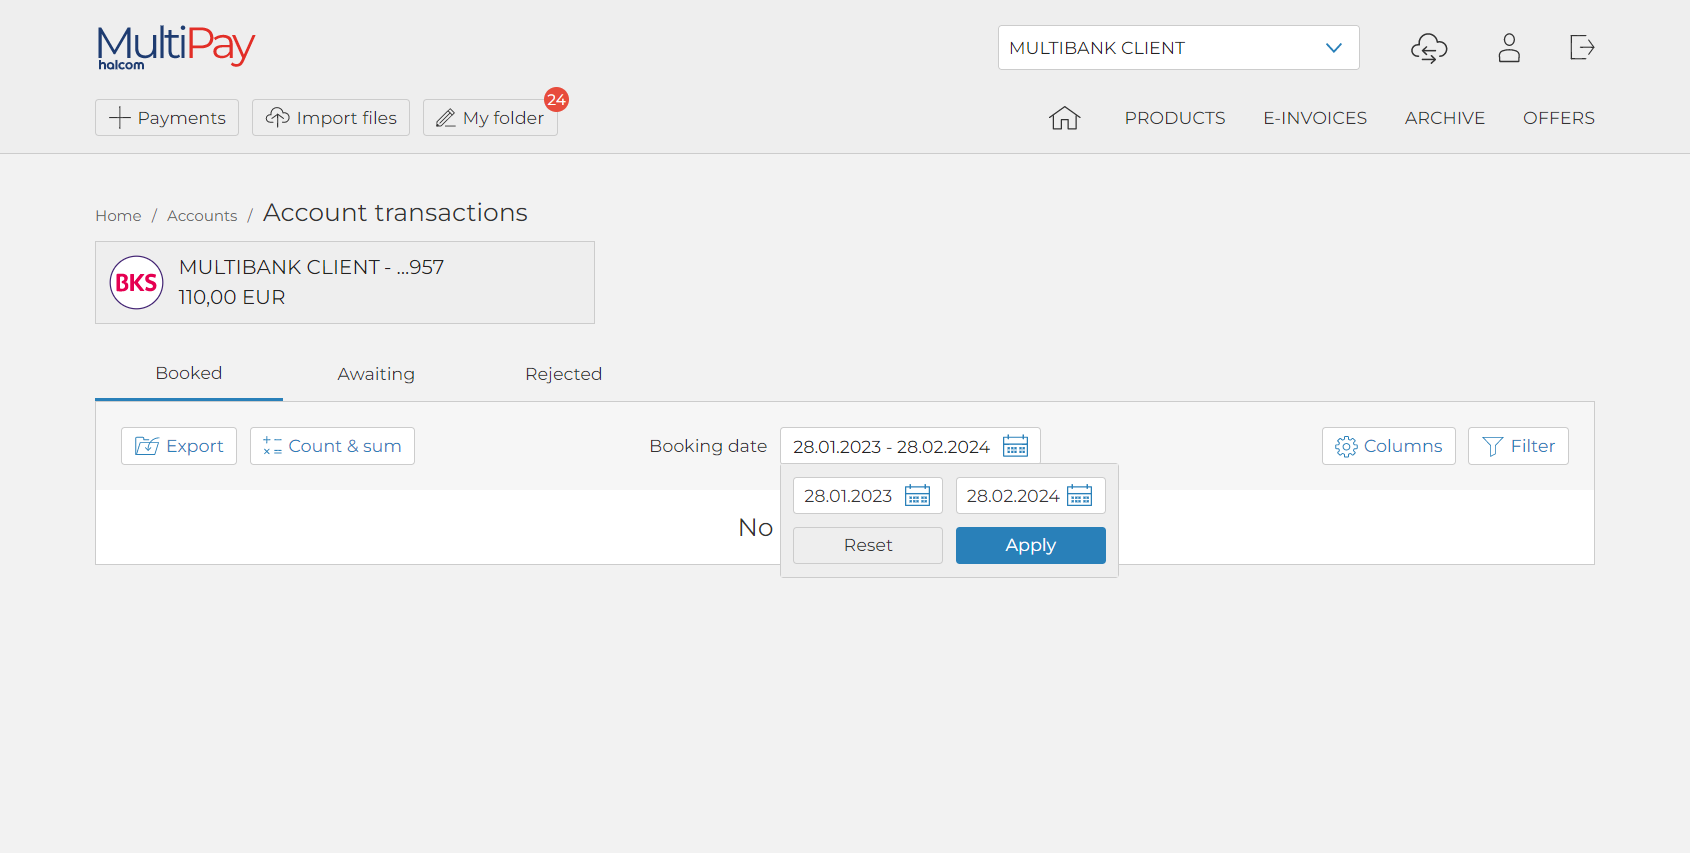 MultiPay
halcom
MULTIBANK CLIENT
Payments
Import files
My folder
24
PRODUCTS
E-INVOICES
ARCHIVE
OFFERS
Home / Accounts / Account transactions
BKS
MULTIBANK CLIENT - ...957
110,00 EUR
Booked
Awaiting
Rejected
Export
Count & sum
Booking date
28.01.2023 - 28.02.2024
Columns
Filter
28.01.2023
28.02.2024
No
Reset
Apply